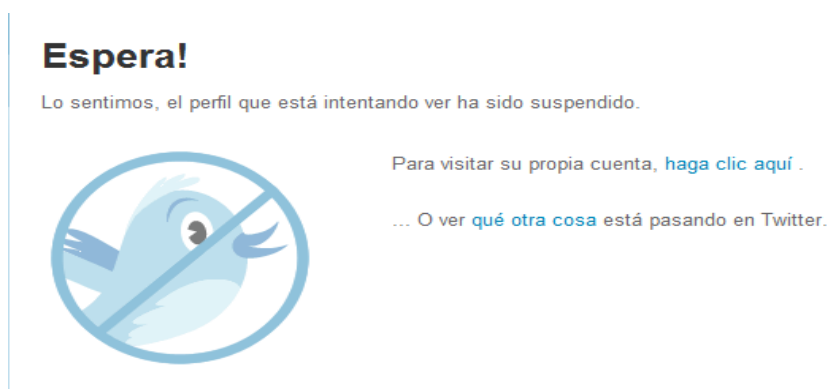 Espera!
Lo sentimos, el perfil que está intentando ver ha sido suspendido.
Para visitar su propia cuenta, haga clic aquí .
... O ver qué otra cosa está pasando en Twitter.